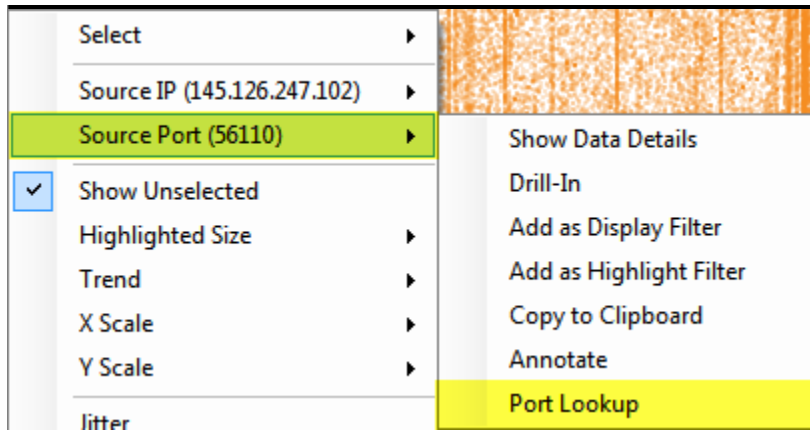 Select
Source IP (145.126.247.102)
Source Port (56110)
Show Unselected
Highlighted Size
Trend
X Scale
Y Scale
Jitter
Show Data Details
Drill-In
Add as Display Filter
Add as Highlight Filter
Copy to Clipboard
Annotate
Port Lookup